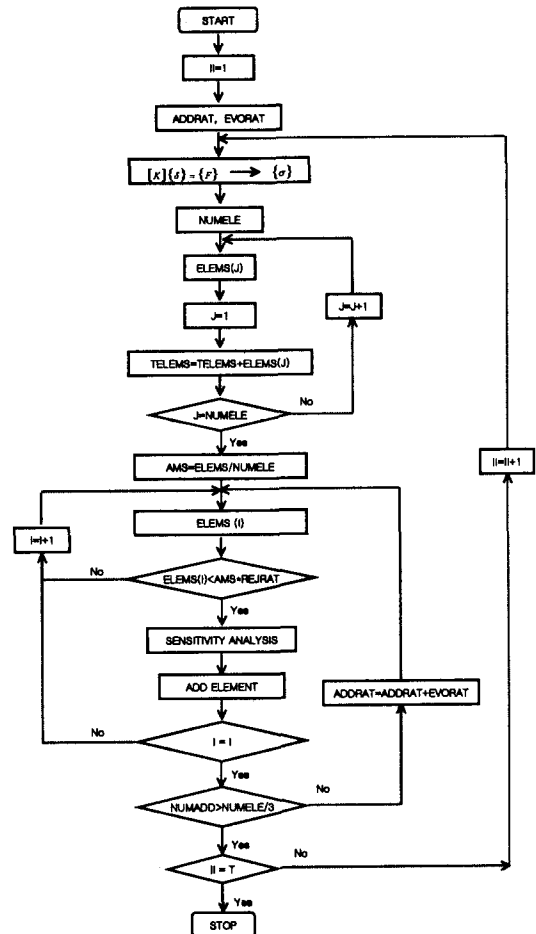 START
II=1
ADDRAT, EVORAT
[K]{δ} = {F} → {σ}
NUMELE
ELEMS(J)
J=J+1
J=1
TELEMS=TELEMS+ELEMS(J)
No
J=NUMELE
Yes
AMS=ELEMS/NUMELE
II=II+1
I=I+1
ELEMS (I)
No
ELEMS(I)<AMS*REJRAT
Yes
SENSITIVITY ANALYSIS
ADD ELEMENT
ADDRAT=ADDRAT+EVORAT
No
I = I
Yes
No
NUMADD>NUMELE/3
Yes
No
II = T
Yes
STOP